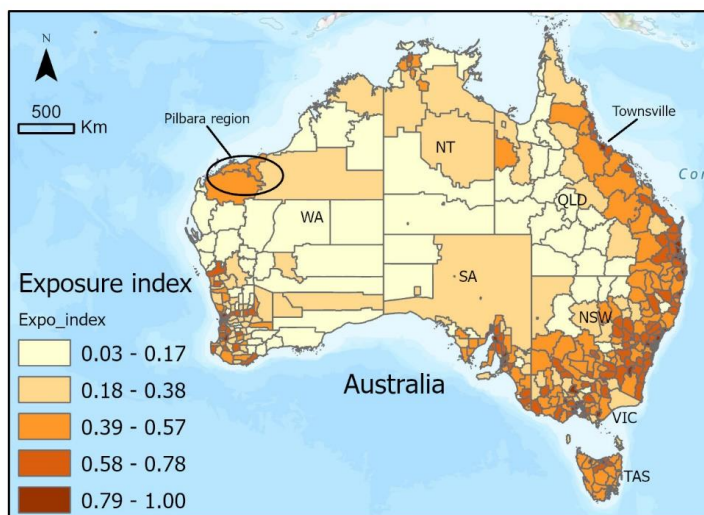 N
500
Km
Pilbara region
Townsville
NT
WA
QLD
SA
NSW
Exposure index
Expo_index
0.03 - 0.17
0.18 - 0.38
0.39 - 0.57
0.58 - 0.78
0.79 - 1.00
Australia
VIC
TAS